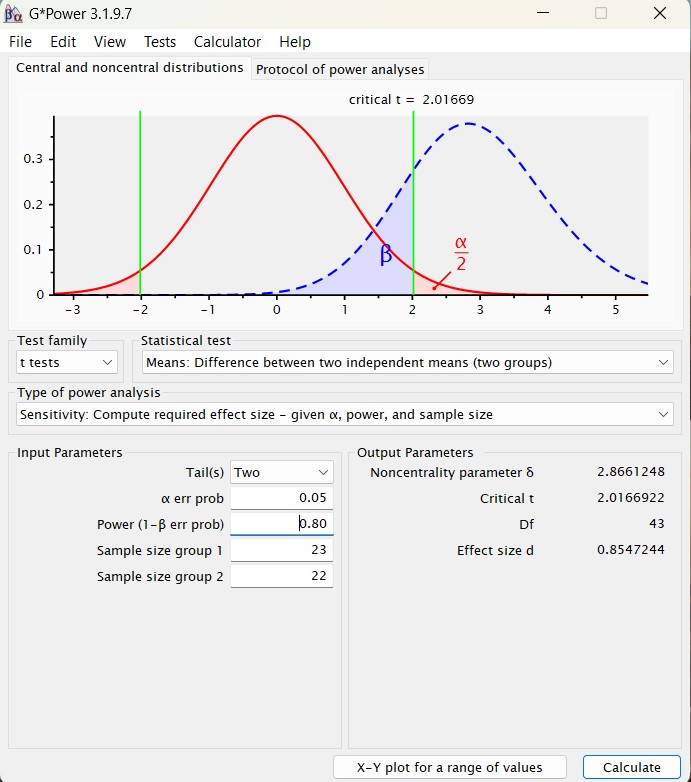 G*Power 3.1.9.7
File Edit View Tests Calculator Help
Central and noncentral distributions Protocol of power analyses
critical t = 2.01669
0.3
0.2
0.1
0
β
α
2
−3 −2 −1 0 1 2 3 4 5
Test family Statistical test
t tests Means: Difference between two independent means (two groups)
Type of power analysis
Sensitivity: Compute required effect size – given α, power, and sample size
Input Parameters Output Parameters
Tail(s) Two Noncentrality parameter δ 2.8661248
α err prob 0.05 Critical t 2.0166922
Power (1–β err prob) 0.80 Df 43
Sample size group 1 23 Effect size d 0.8547244
Sample size group 2 22
X–Y plot for a range of values Calculate